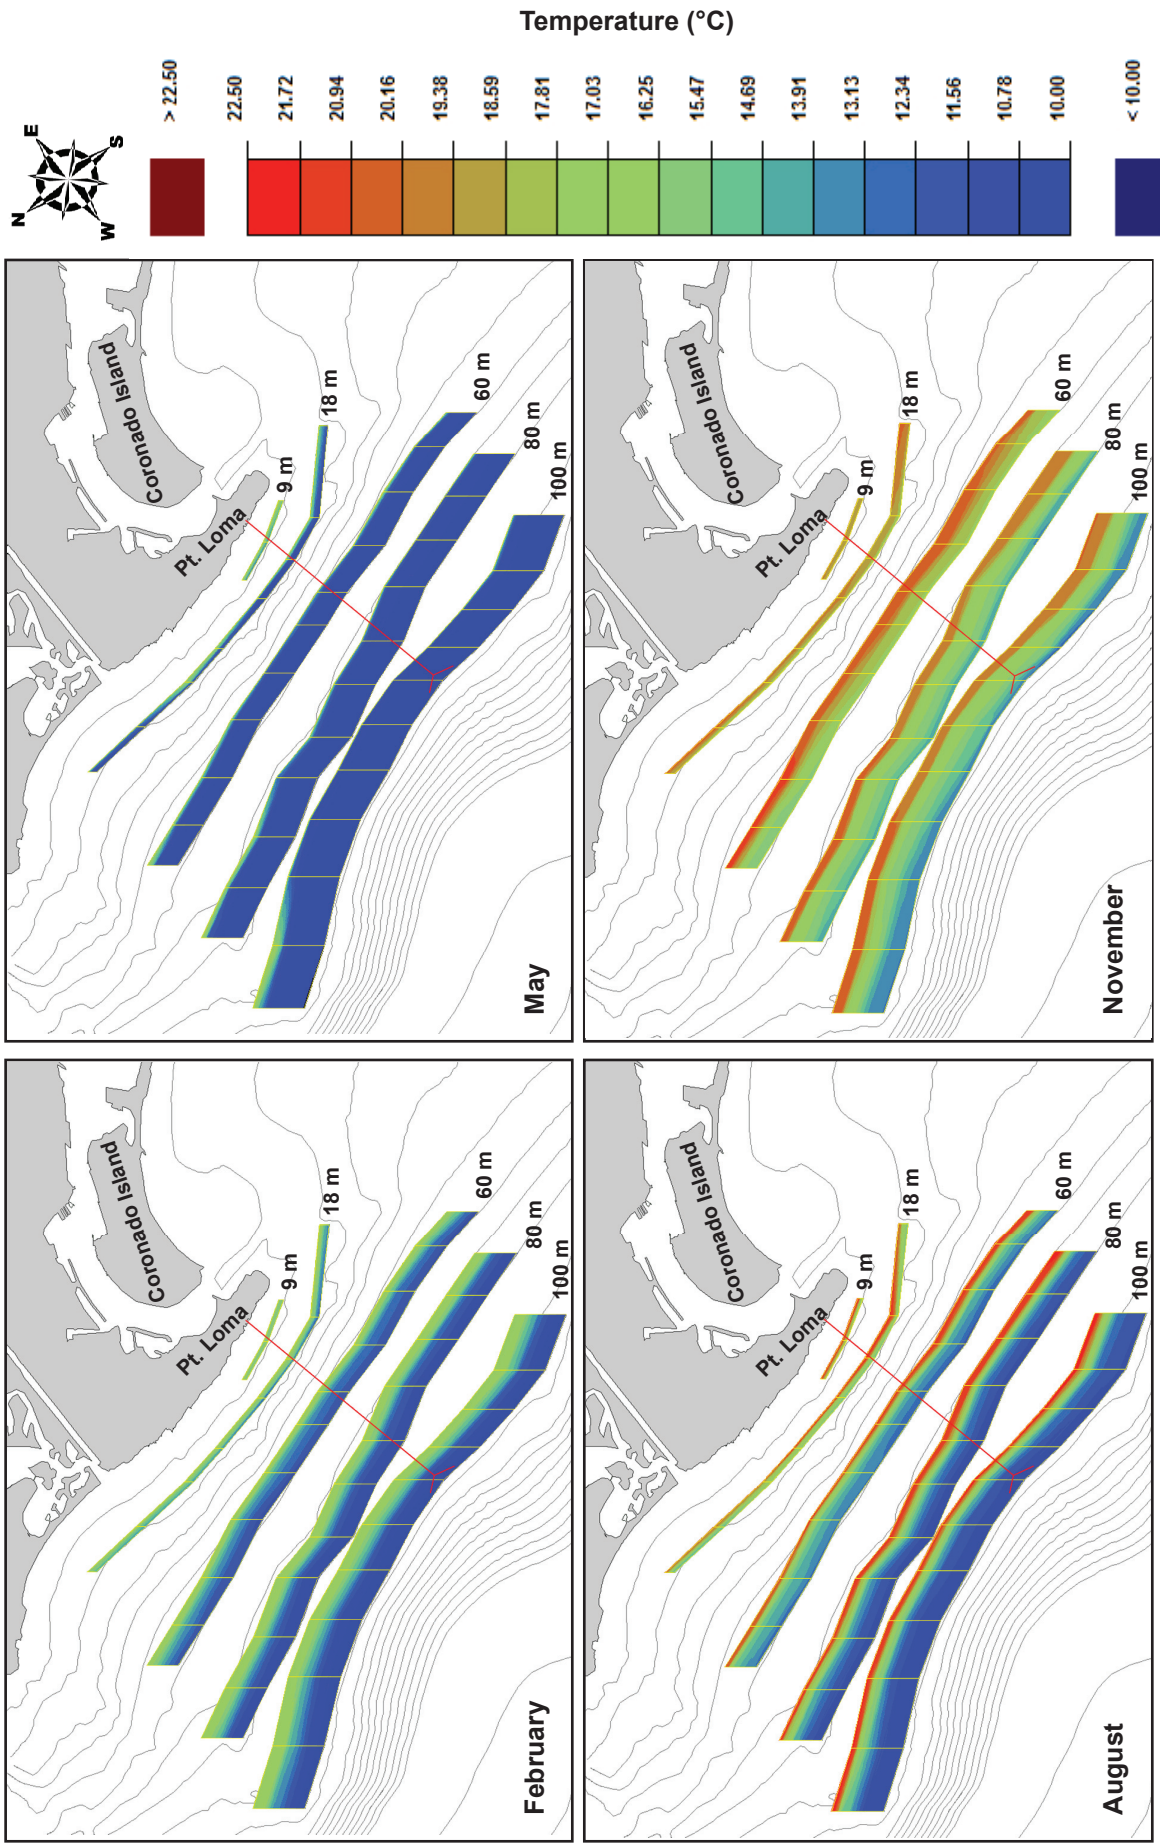 Temperature (°C)
> 22.50
22.50
21.72
20.94
20.16
19.38
18.59
17.81
17.03
16.25
15.47
14.69
13.91
13.13
12.34
11.56
10.78
10.00
< 10.00
N
E
S
W
Coronado Island
Pt. Loma
9 m
18 m
60 m
80 m
100 m
February
Coronado Island
Pt. Loma
9 m
18 m
60 m
80 m
100 m
May
Coronado Island
Pt. Loma
9 m
18 m
60 m
80 m
100 m
August
Coronado Island
Pt. Loma
9 m
18 m
60 m
80 m
100 m
November